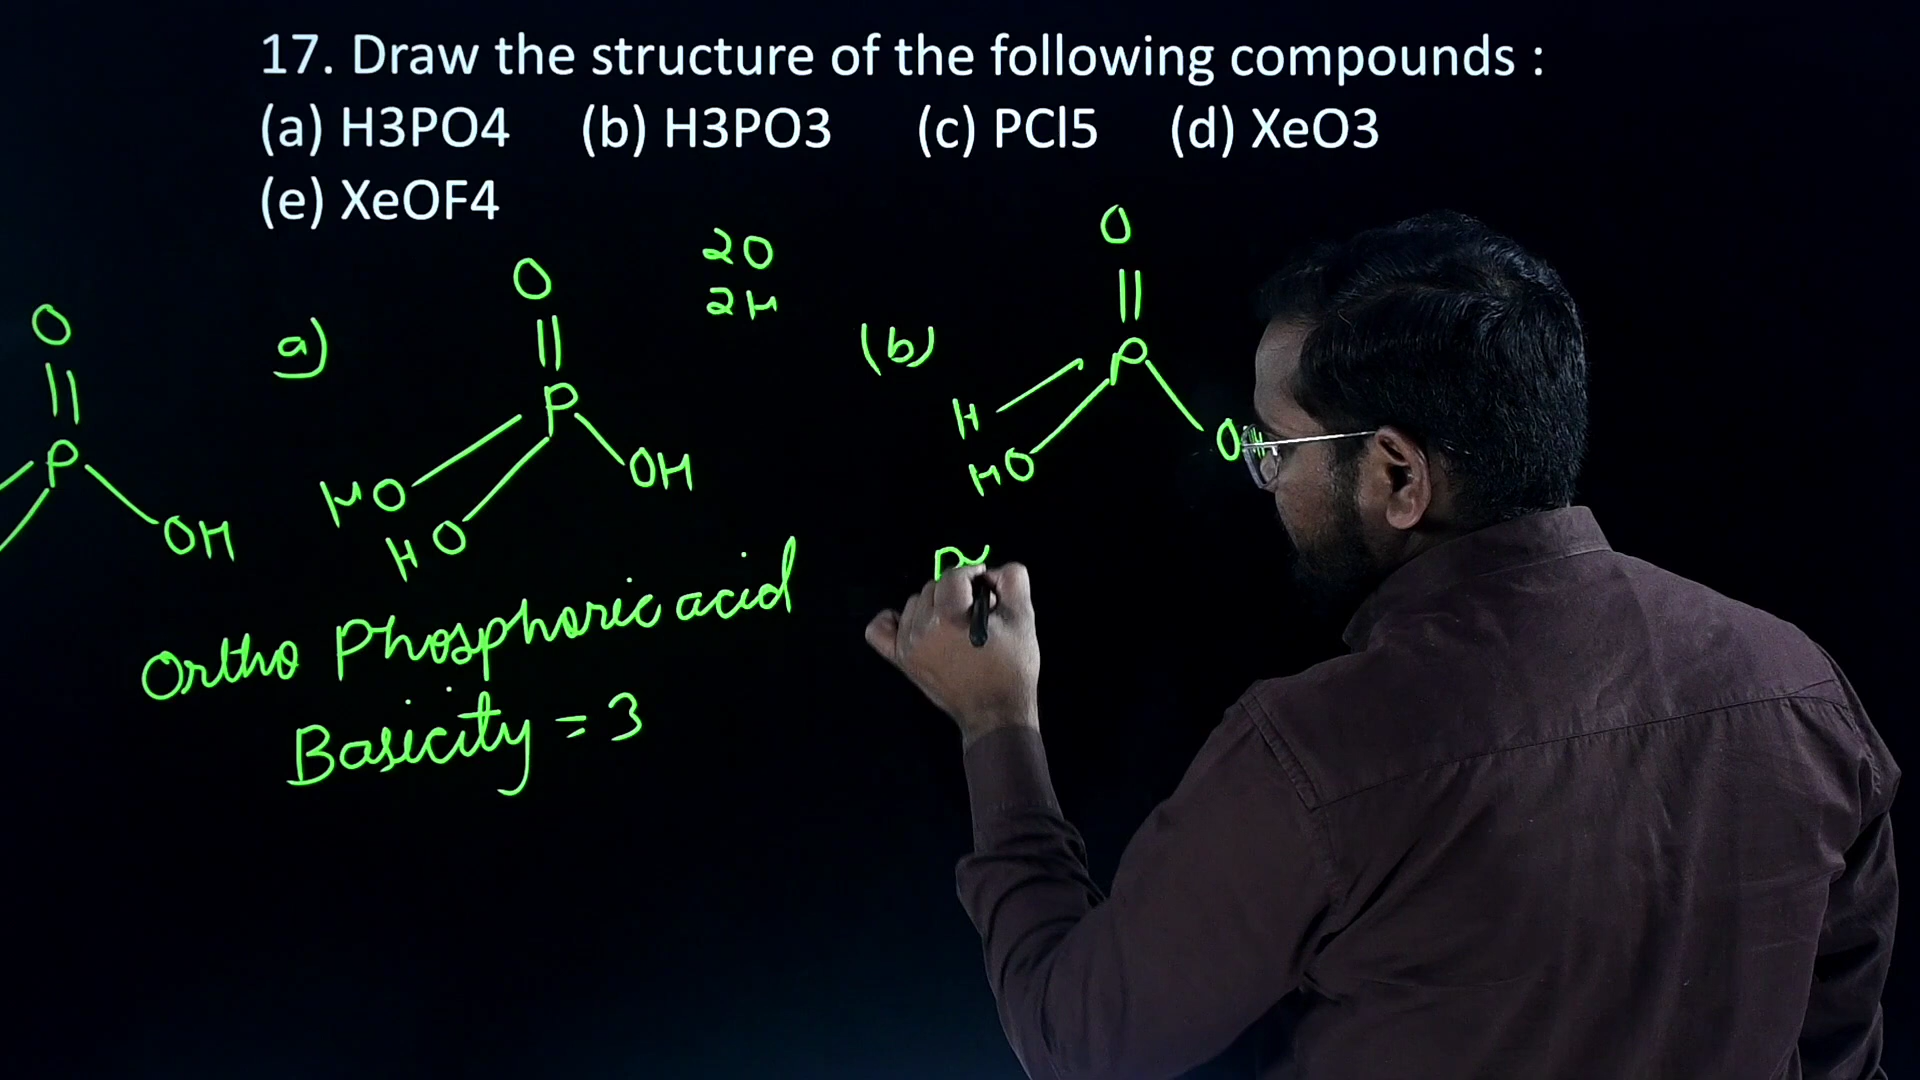 17. Draw the structure of the following compounds :
(a) H3PO4 (b) H3PO3 (c) PCl5 (d) XeO3
(e) XeOF4
O
P
OH
a)
O
P
HO
HO
OH
2O
2H
(b)
O
P
H
HO
Ortho Phosphoric acid
Basicity = 3